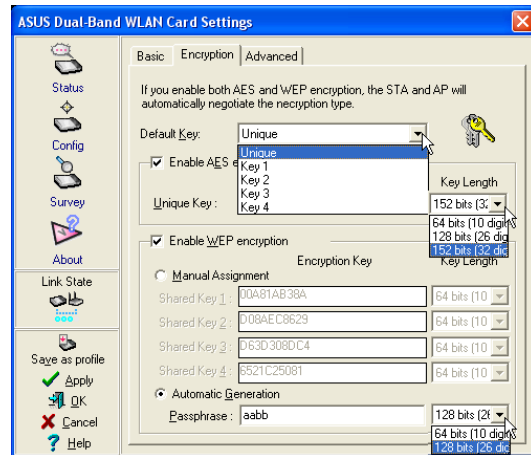 ASUS Dual-Band WLAN Card Settings
Status
Config
Survey
About
Link State
Save as profile
Apply
OK
Cancel
Help
Basic Encryption Advanced
If you enable both AES and WEP encryption, the STA and AP will
automatically negotiate the necryption type.
Default Key: Unique
Unique
Key 1
Key 2
Key 3
Key 4
Enable AES e
Key Length
Unique Key : 152 bits (32
64 bits (10 digits
128 bits (26 dig
152 bits (32 dig
Enable WEP encryption
Encryption Key Key Length
Manual Assignment
Shared Key 1 : 00A81AB38A 64 bits (10
Shared Key 2 : D08AEC8629 64 bits (10
Shared Key 3 : D63D308DC4 64 bits (10
Shared Key 4 : 6521C25081 64 bits (10
Automatic Generation
Passphrase : aabb 128 bits (26
64 bits (10 digits
128 bits (26 dig